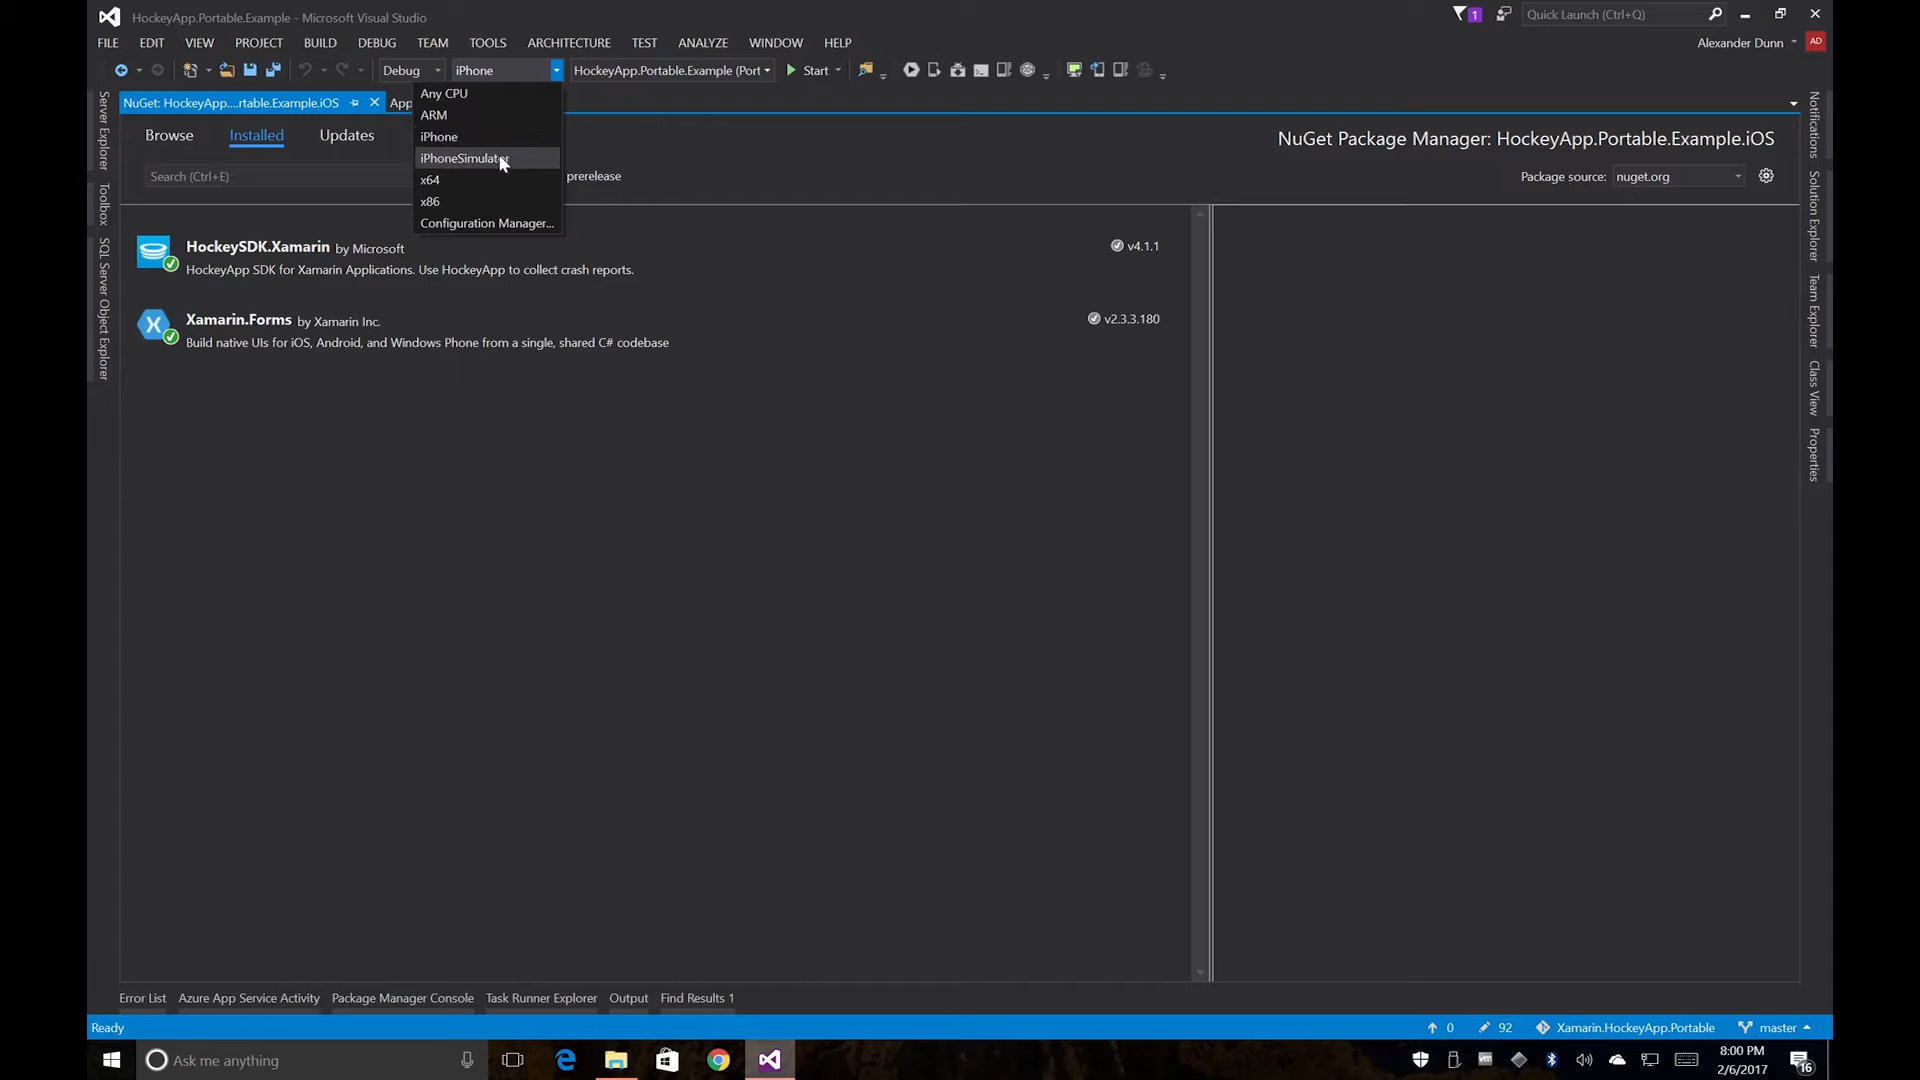 HockeyApp.Portable.Example - Microsoft Visual Studio
1
Quick Launch (Ctrl+Q)
FILE EDIT VIEW PROJECT BUILD DEBUG TEAM TOOLS ARCHITECTURE TEST ANALYZE WINDOW HELP
Alexander Dunn
AD
Debug
iPhone
HockeyApp.Portable.Example (Port
Start
Any CPU
ARM
iPhone
iPhoneSimulator
x64
x86
Configuration Manager...
NuGet: HockeyApp....rtable.Example.iOS
App
Browse Installed Updates
NuGet Package Manager: HockeyApp.Portable.Example.iOS
Search (Ctrl+E)
prerelease
Package source: nuget.org
HockeySDK.Xamarin by Microsoft
v4.1.1
HockeyApp SDK for Xamarin Applications. Use HockeyApp to collect crash reports.
Xamarin.Forms by Xamarin Inc.
v2.3.3.180
Build native UIs for iOS, Android, and Windows Phone from a single, shared C# codebase
Server Explorer
Toolbox
SQL Server Object Explorer
Notifications
Solution Explorer
Team Explorer
Class View
Properties
Error List Azure App Service Activity Package Manager Console Task Runner Explorer Output Find Results 1
Ready
0
92
Xamarin.HockeyApp.Portable
master
Ask me anything
8:00 PM
2/6/2017
16